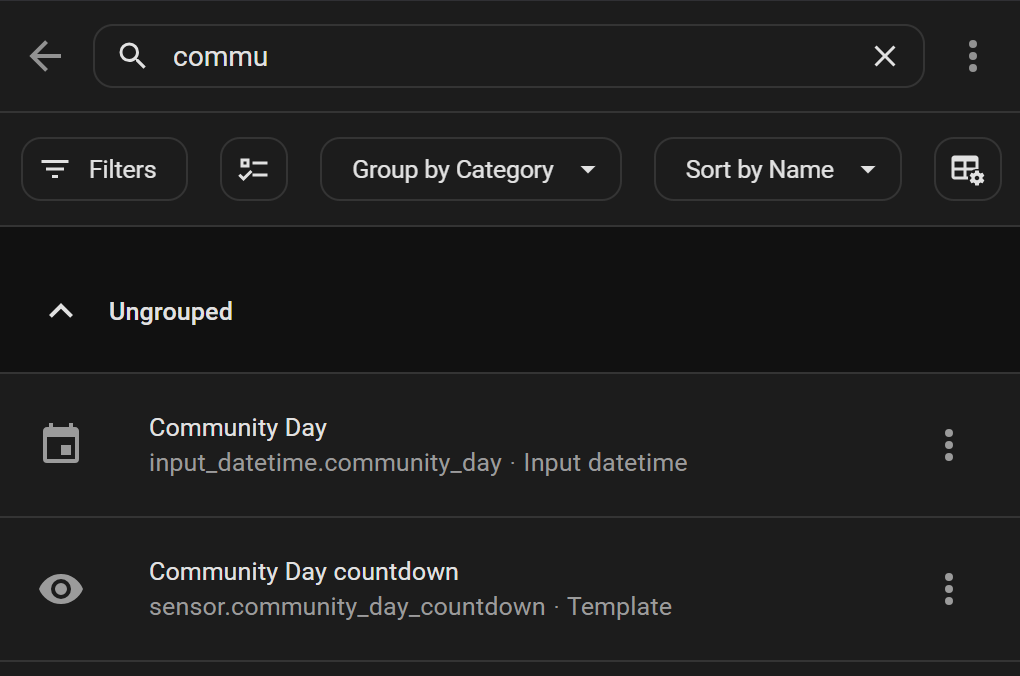 commu
Filters
Group by Category
Sort by Name
Ungrouped
Community Day
input_datetime.community_day · Input datetime
Community Day countdown
sensor.community_day_countdown · Template